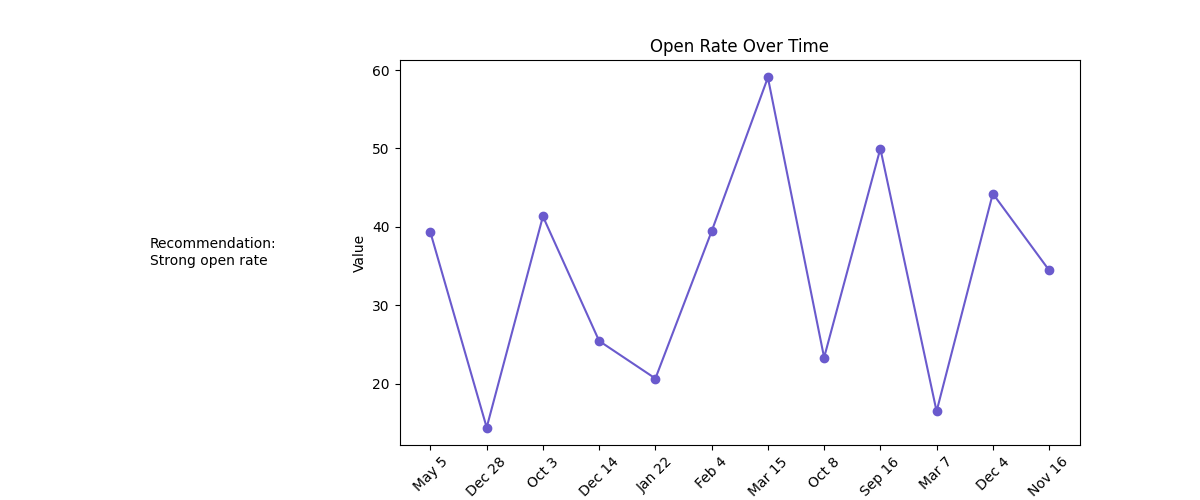 Open Rate Over Time
Recommendation:
Strong open rate
Value
60
50
40
30
20
May 5
Dec 28
Oct 3
Dec 14
Jan 22
Feb 4
Mar 15
Oct 8
Sep 16
Mar 7
Dec 4
Nov 16